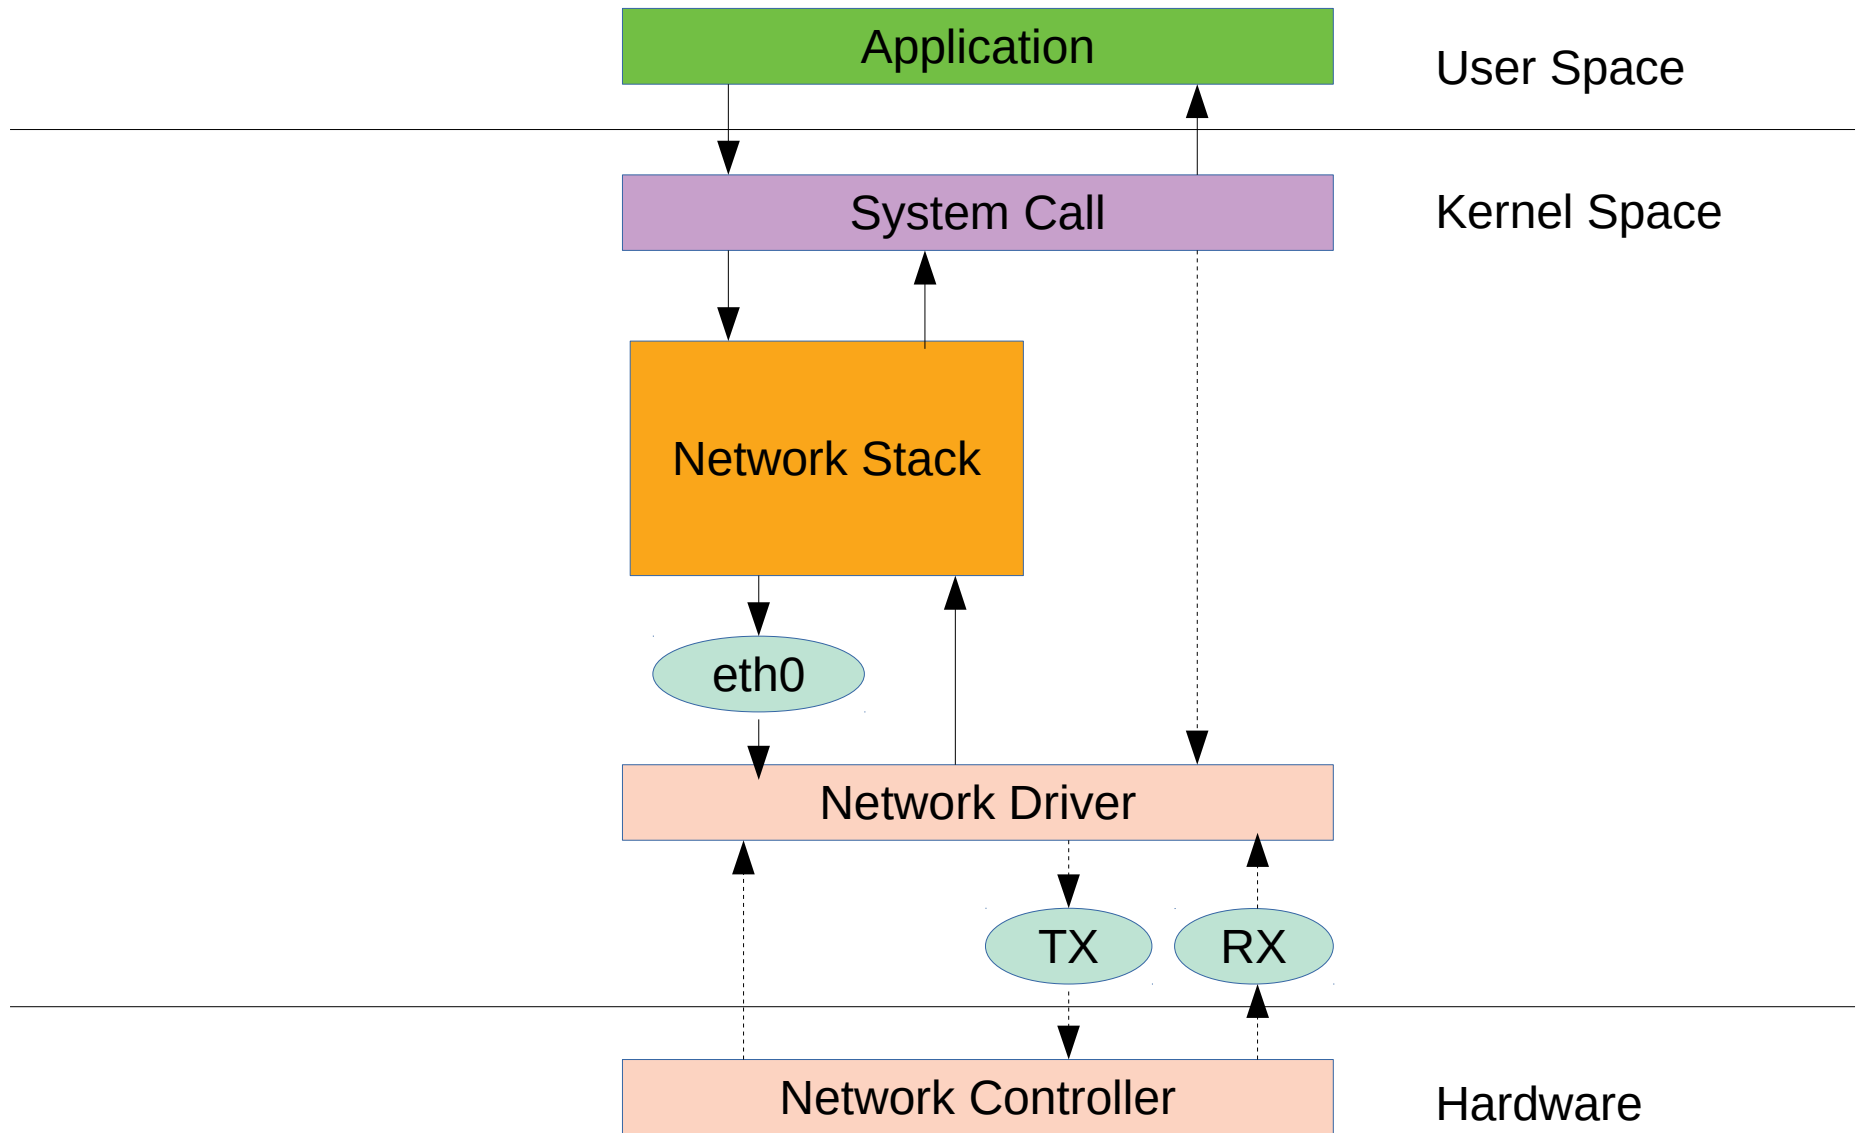 Application
User Space
System Call
Kernel Space
Network Stack
eth0
Network Driver
TX
RX
Network Controller
Hardware